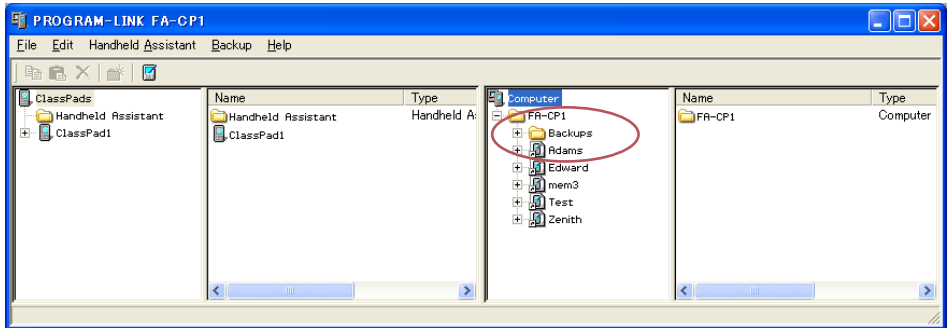 PROGRAM-LINK FA-CP1
File Edit Handheld Assistant Backup Help
ClassPads
Handheld Assistant
ClassPad1
Name Type
Handheld Assistant Handheld A
ClassPad1
Computer
FA-CP1
Backups
Adams
Edward
mem3
Test
Zenith
Name Type
FA-CP1 Computer